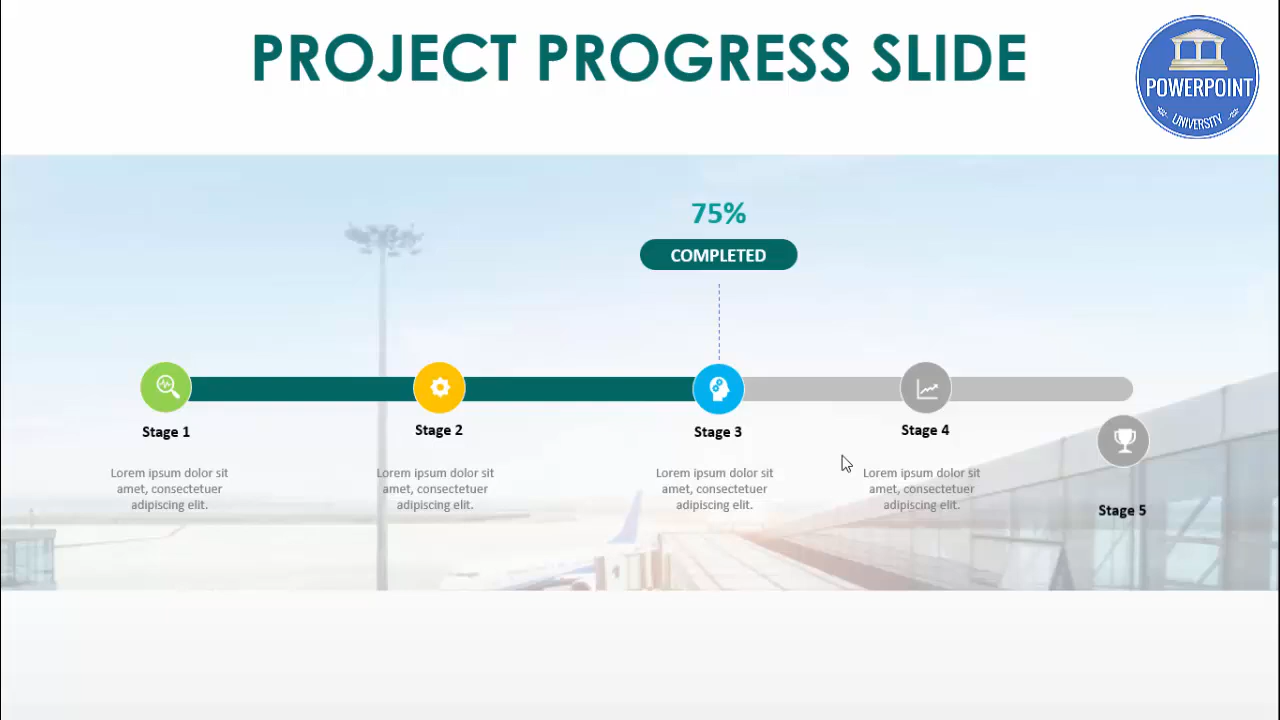 PROJECT PROGRESS SLIDE
POWERPOINT
UNIVERSITY
75%
COMPLETED
Stage 1
Stage 2
Stage 3
Stage 4
Lorem ipsum dolor sit
amet, consectetuer
adipiscing elit.
Lorem ipsum dolor sit
amet, consectetuer
adipiscing elit.
Lorem ipsum dolor sit
amet, consectetuer
adipiscing elit.
Lorem ipsum dolor sit
amet, consectetuer
adipiscing elit.
Stage 5